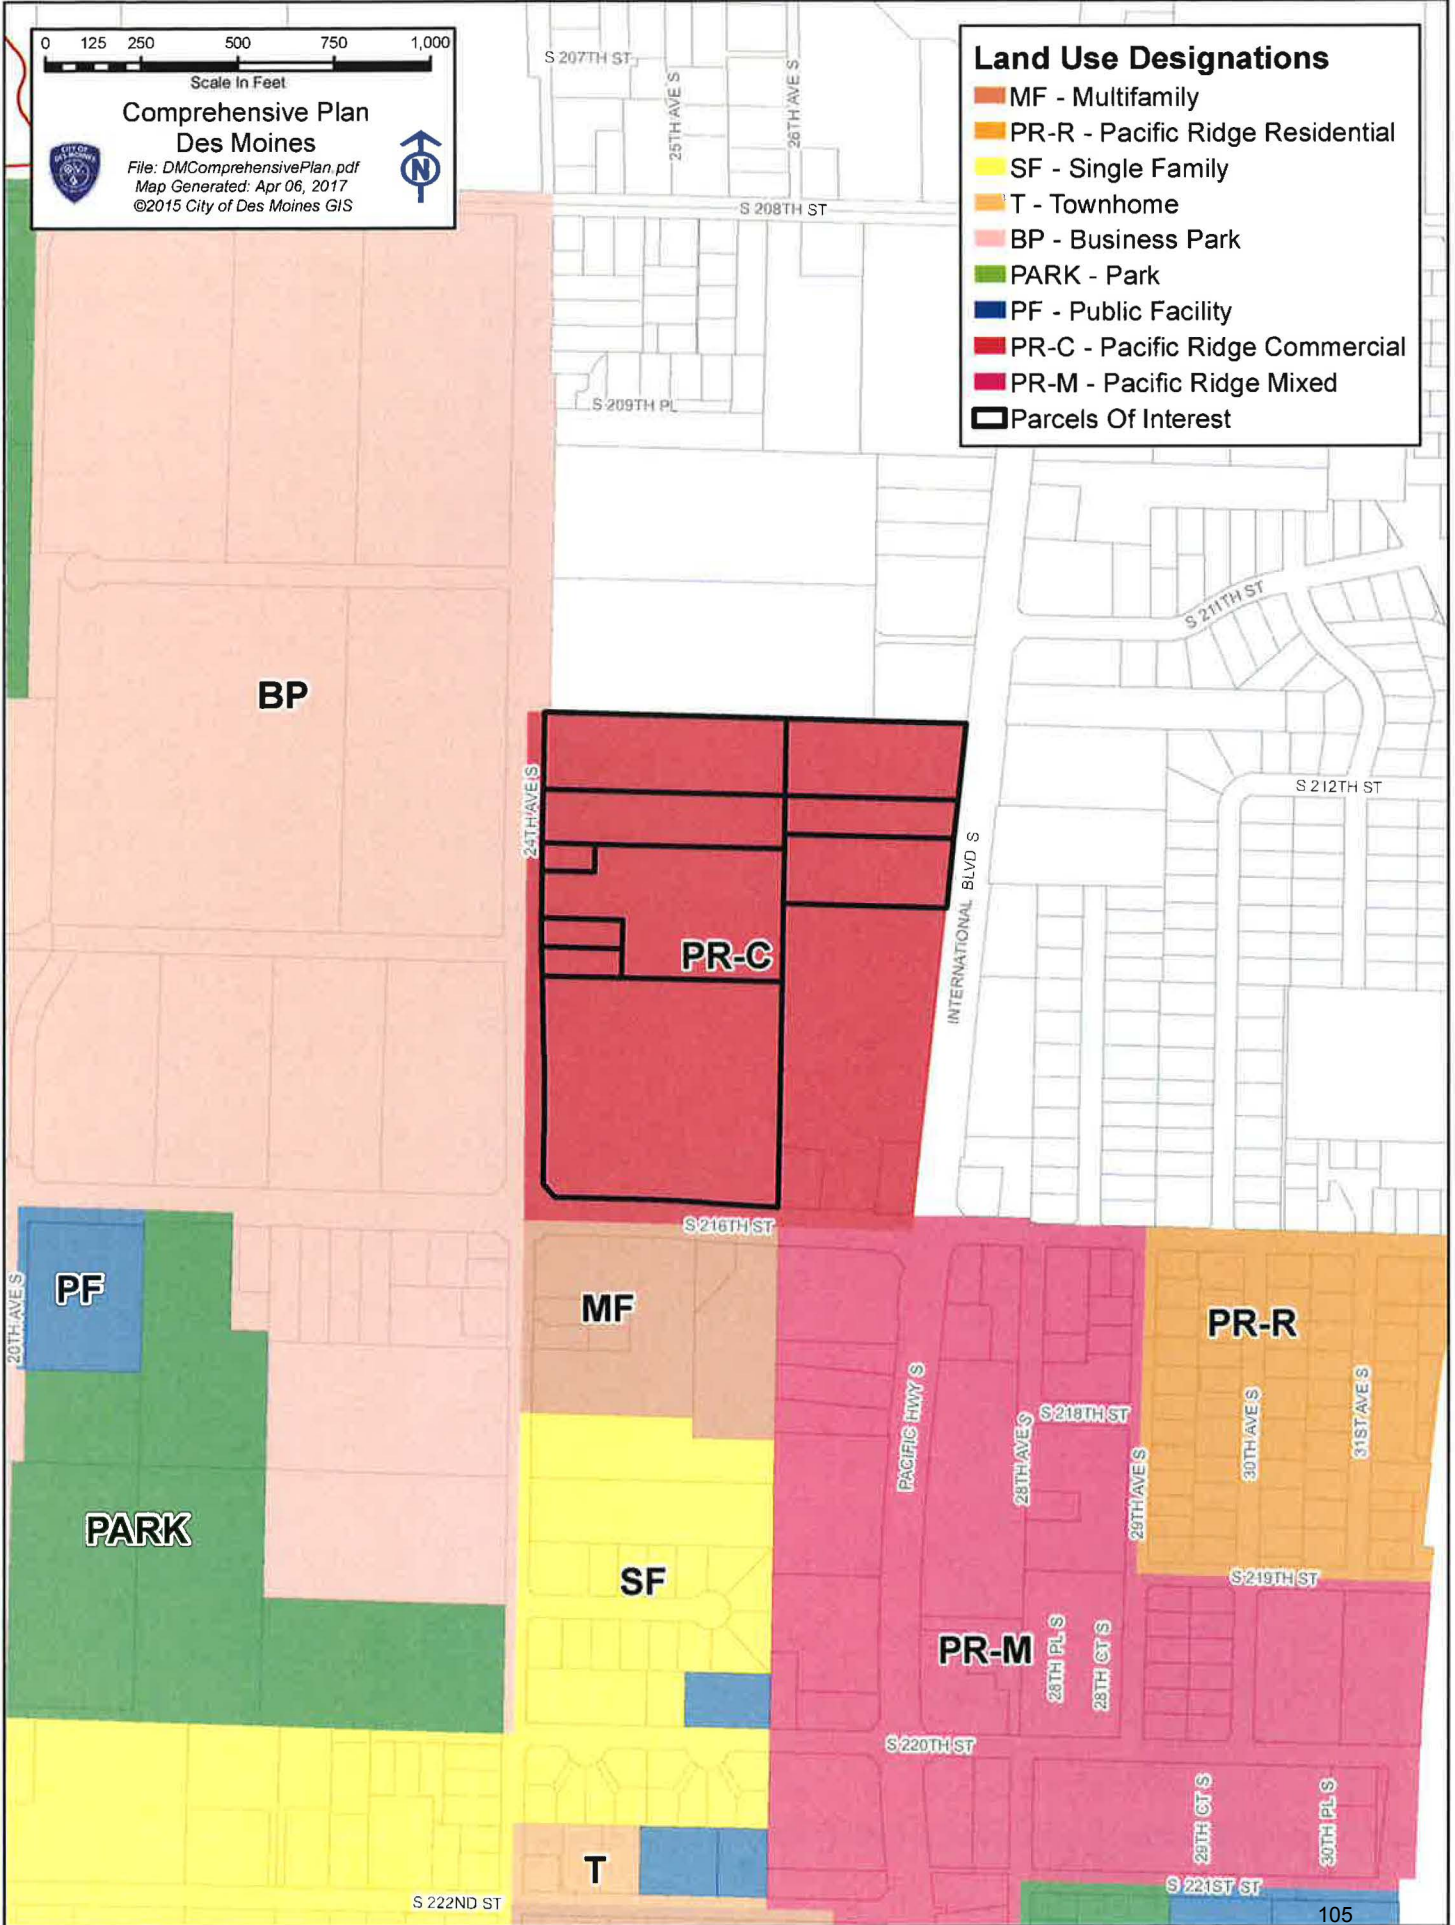 0 125 250 500 750 1,000
Scale In Feet
Comprehensive Plan
Des Moines
File: DMComprehensivePlan.pdf
Map Generated: Apr 06, 2017
©2015 City of Des Moines GIS
CITY OF
DES MOINES
N
Land Use Designations
MF - Multifamily
PR-R - Pacific Ridge Residential
SF - Single Family
T - Townhome
BP - Business Park
PARK - Park
PF - Public Facility
PR-C - Pacific Ridge Commercial
PR-M - Pacific Ridge Mixed
Parcels Of Interest
S 207TH ST
25TH AVE S
26TH AVE S
S 208TH ST
S 209TH PL
S 211TH ST
BP
24TH AVE S
S 212TH ST
INTERNATIONAL BLVD S
PR-C
S 216TH ST
20TH AVE S
PF
MF
PR-R
PACIFIC HWY S
28TH AVE S
S 218TH ST
29TH AVE S
30TH AVE S
31ST AVE S
PARK
SF
S 219TH ST
PR-M
28TH PL S
28TH CT S
S 220TH ST
29TH CT S
30TH PL S
T
S 221ST ST
S 222ND ST
105